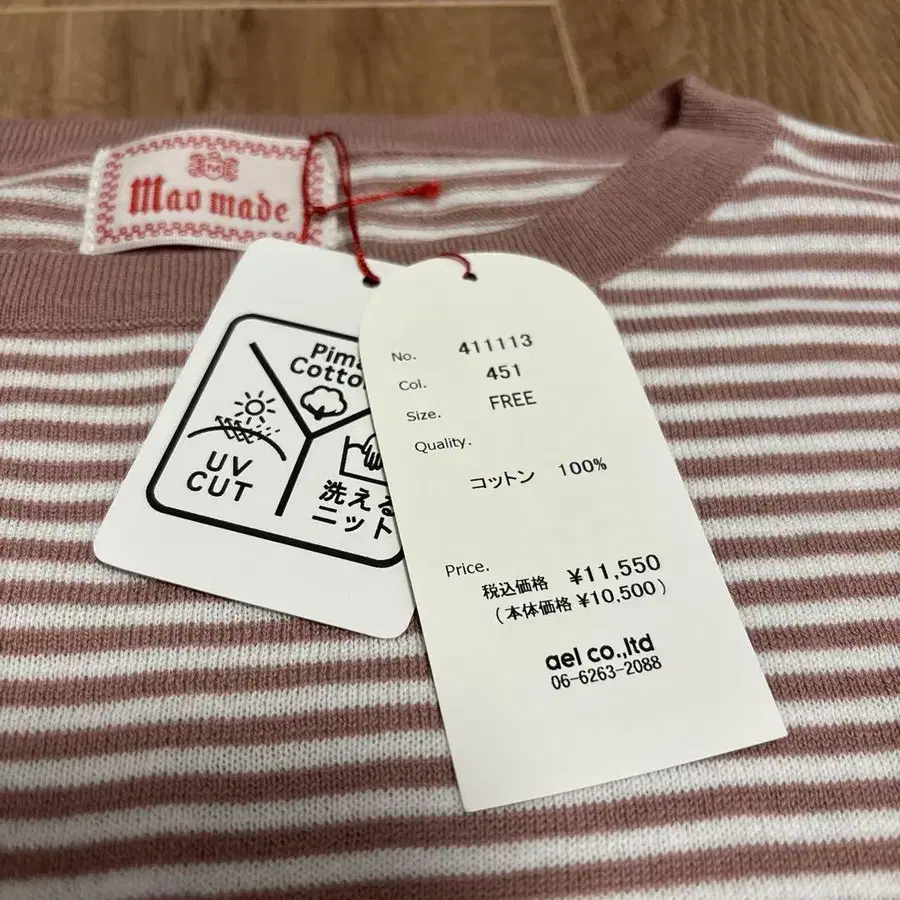 mao made
Pima
Cotton
UV
CUT
洗える
ニット
No. 411113
Col. 451
Size. FREE
Quality.
コットン 100%
Price.
税込価格 ¥11,550
(本体価格 ¥10,500)
ael co.,ltd
06-6263-2088